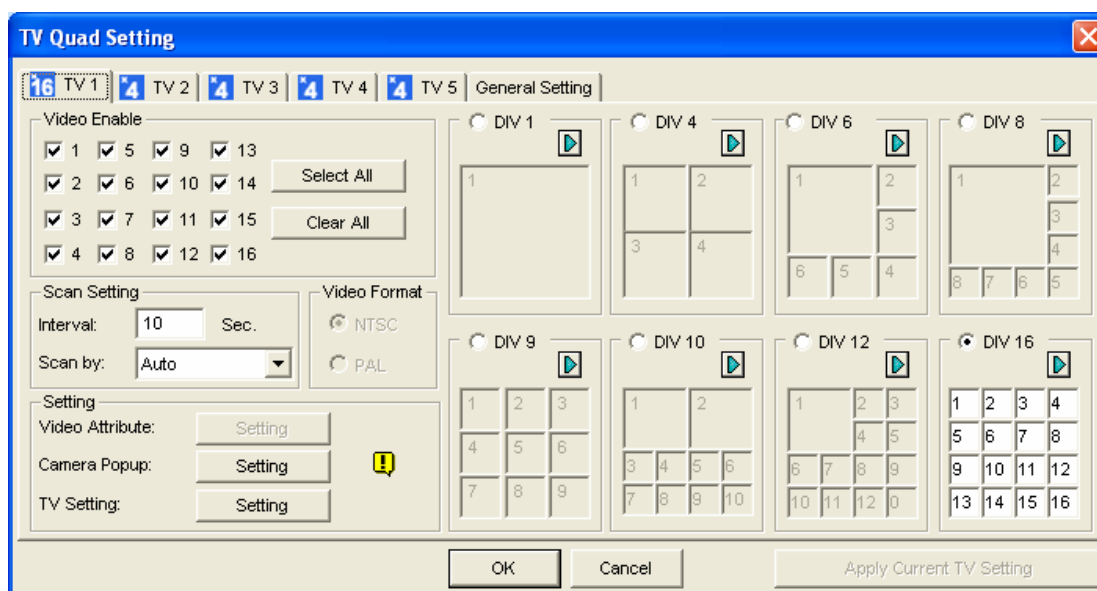 TV Quad Setting
16 TV 1 4 TV 2 4 TV 3 4 TV 4 4 TV 5 General Setting
Video Enable
1 5 9 13
2 6 10 14
3 7 11 15
4 8 12 16
Select All
Clear All
Scan Setting
Interval: 10 Sec.
Scan by: Auto
Video Format
NTSC
PAL
Setting
Video Attribute: Setting
Camera Popup: Setting
TV Setting: Setting
DIV 1
1
DIV 4
1 2
3 4
DIV 6
1 2
3
6 5 4
DIV 8
1 2
3
4
8 7 6 5
DIV 9
1 2 3
4 5 6
7 8 9
DIV 10
1 2
3 4 5 6
7 8 9 10
DIV 12
1 2 3
4 5
6 7 8 9
10 11 12 0
DIV 16
1 2 3 4
5 6 7 8
9 10 11 12
13 14 15 16
OK Cancel Apply Current TV Setting